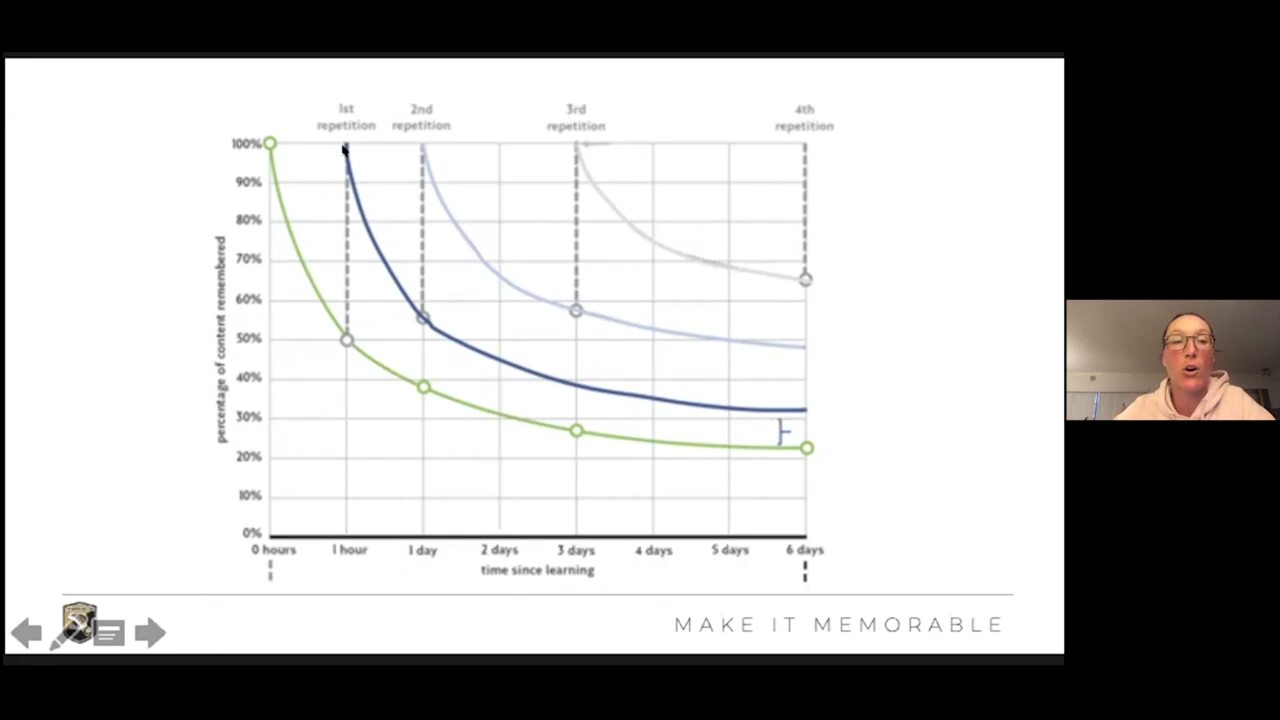 1st
repetition
2nd
repetition
3rd
repetition
4th
repetition
100%
90%
80%
70%
60%
50%
40%
30%
20%
10%
0%
percentage of content remembered
0 hours
1 hour
1 day
2 days
3 days
4 days
5 days
6 days
time since learning
MAKE IT MEMORABLE